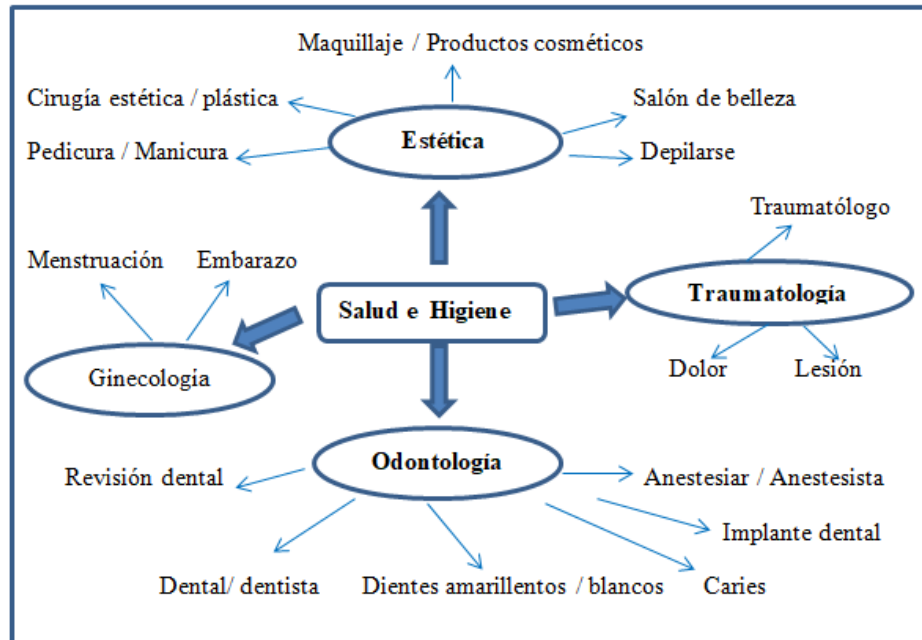 Maquillaje / Productos cosméticos
Cirugía estética / plástica
Salón de belleza
Estética
Pedicura / Manicura
Depilarse
Traumatólogo
Menstruación
Embarazo
Traumatología
Salud e Higiene
Ginecología
Dolor
Lesión
Odontología
Revisión dental
Anestesiar / Anestesista
Implante dental
Dental/ dentista
Dientes amarillentos / blancos
Caries